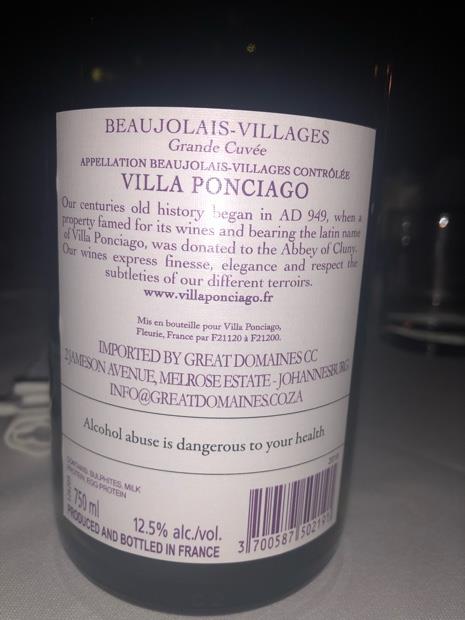 BEAUJOLAIS-VILLAGES
Grande Cuvée
APPELLATION BEAUJOLAIS-VILLAGES CONTRÔLÉE
VILLA PONCIAGO
Our centuries old history began in AD 949, when a
property famed for its wines and bearing the latin name
of Villa Ponciago, was donated to the Abbey of Cluny.
Our wines express finesse, elegance and respect the
subtleties of our different terroirs.
www.villaponciago.fr
Mis en bouteille pour Villa Ponciago,
Fleurie, France par F21120 à F21200.
IMPORTED BY GREAT DOMAINES CC
2 JAMESON AVENUE, MELROSE ESTATE - JOHANNESBURG
INFO@GREATDOMAINES.CO.ZA
Alcohol abuse is dangerous to your health
CONTAINS: SULPHITES, MILK
PROTEIN, EGG PROTEIN
750 ml
12.5% alc./vol.
PRODUCED AND BOTTLED IN FRANCE
3 700587 50219